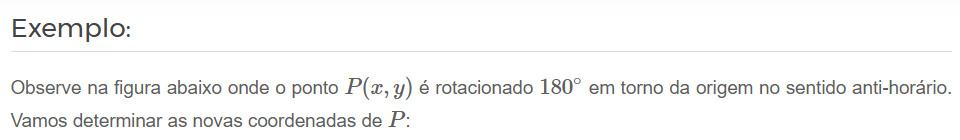 Exemplo:
Observe na figura abaixo onde o ponto P(x, y) é rotacionado 180° em torno da origem no sentido anti-horário.
Vamos determinar as novas coordenadas de P: